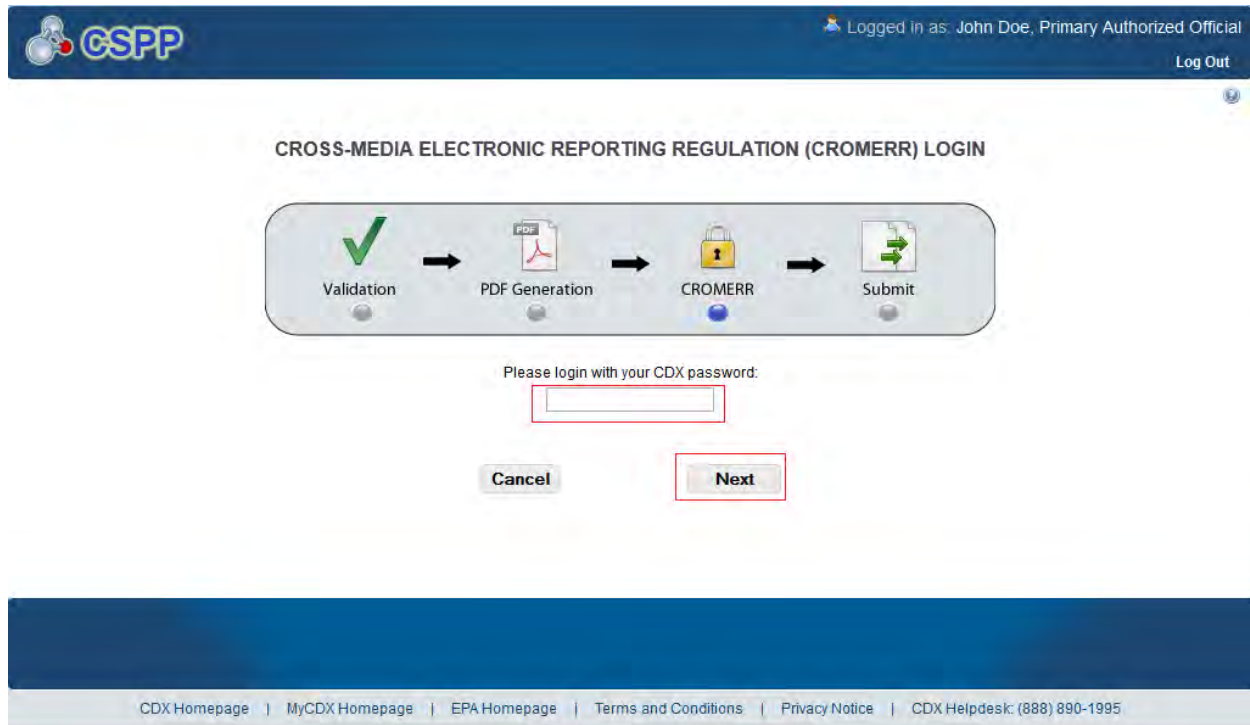 CSPP
Logged in as: John Doe, Primary Authorized Official
Log Out
CROSS-MEDIA ELECTRONIC REPORTING REGULATION (CROMERR) LOGIN
PDF
Validation PDF Generation CROMERR Submit
Please login with your CDX password:
Cancel Next
CDX Homepage | MyCDX Homepage | EPA Homepage | Terms and Conditions | Privacy Notice | CDX Helpdesk: (888) 890-1995